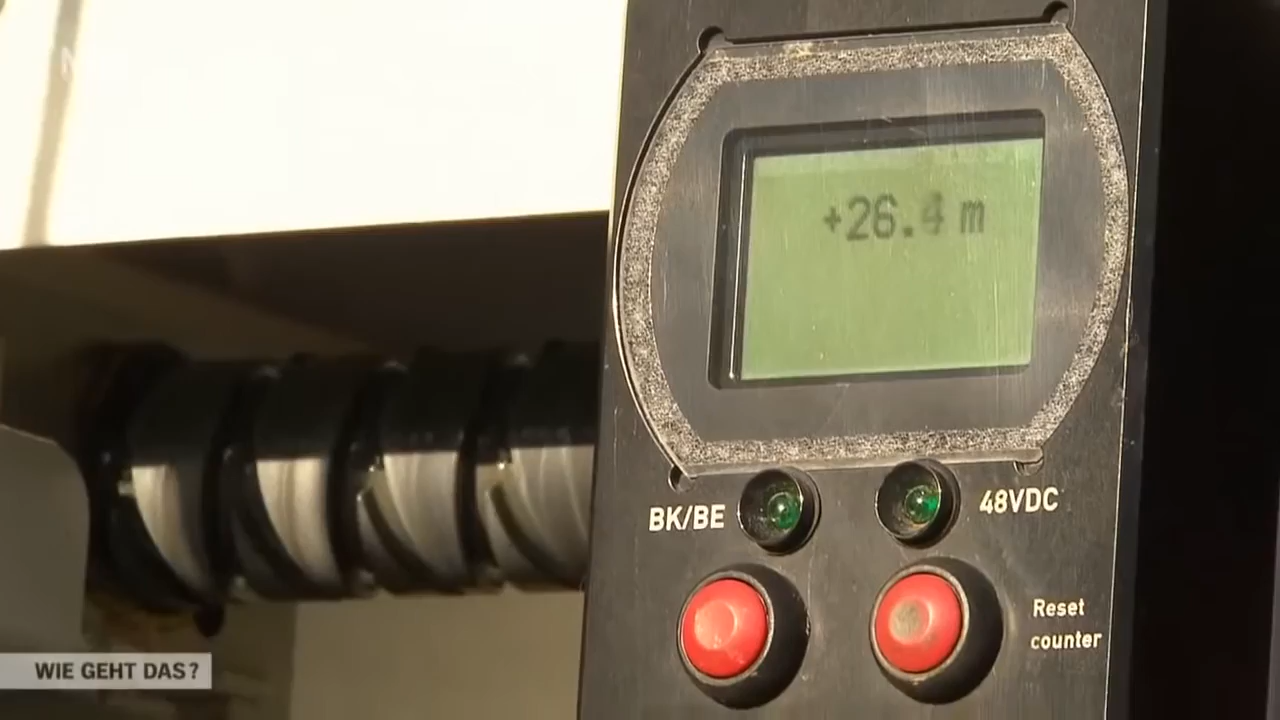 +26.4 m
BK/BE
48VDC
Reset
counter
WIE GEHT DAS?